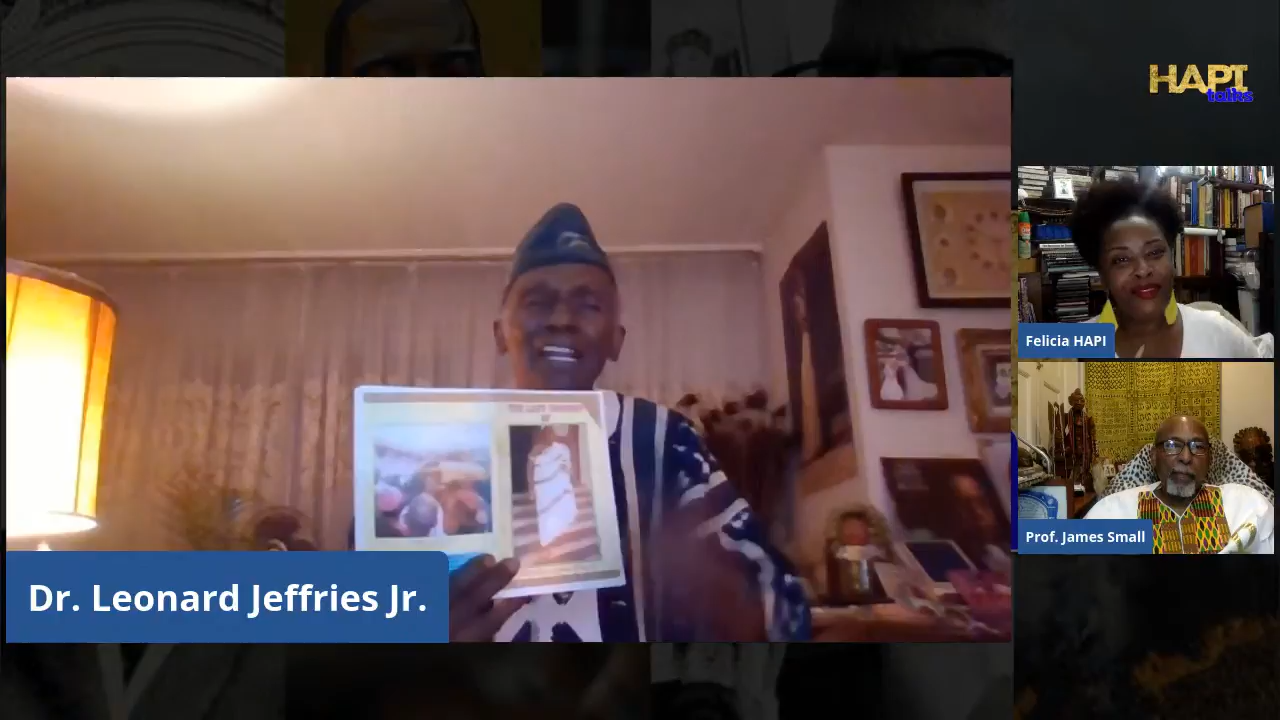 HAPI
talks
Felicia HAPI
Prof. James Small
Dr. Leonard Jeffries Jr.